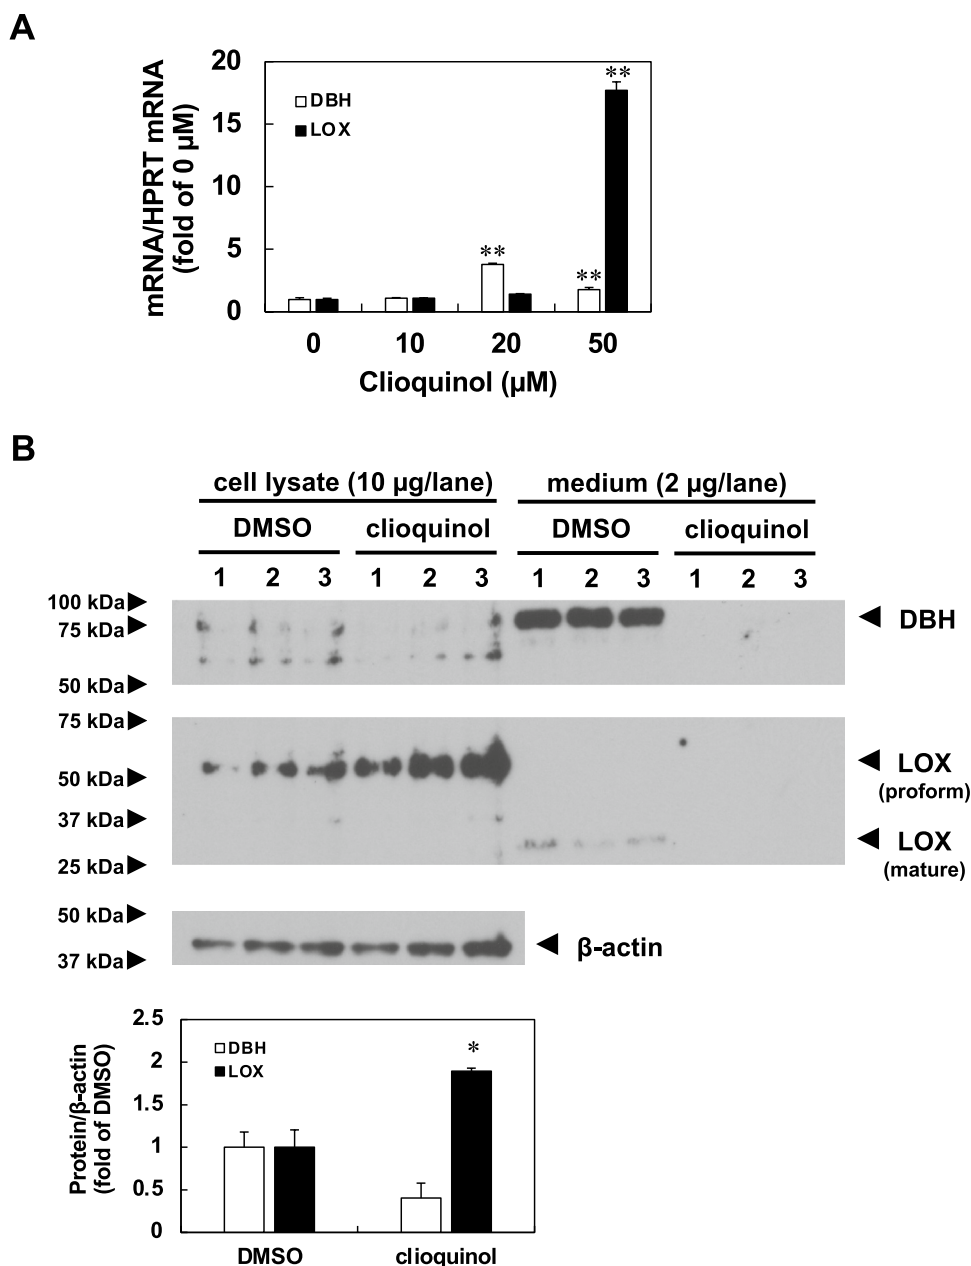 A
mRNA/HPRT mRNA
(fold of 0 µM)
20
15
10
5
0
DBH
LOX
**
**
**
0 10 20 50
Clioquinol (µM)
B
cell lysate (10 µg/lane) medium (2 µg/lane)
DMSO clioquinol DMSO clioquinol
1 2 3 1 2 3 1 2 3 1 2 3
100 kDa
75 kDa
50 kDa
DBH
75 kDa
50 kDa
37 kDa
25 kDa
LOX
(proform)
LOX
(mature)
50 kDa
37 kDa
β-actin
Protein/β-actin
(fold of DMSO)
2.5
2
1.5
1
0.5
0
DBH
LOX
*
DMSO clioquinol